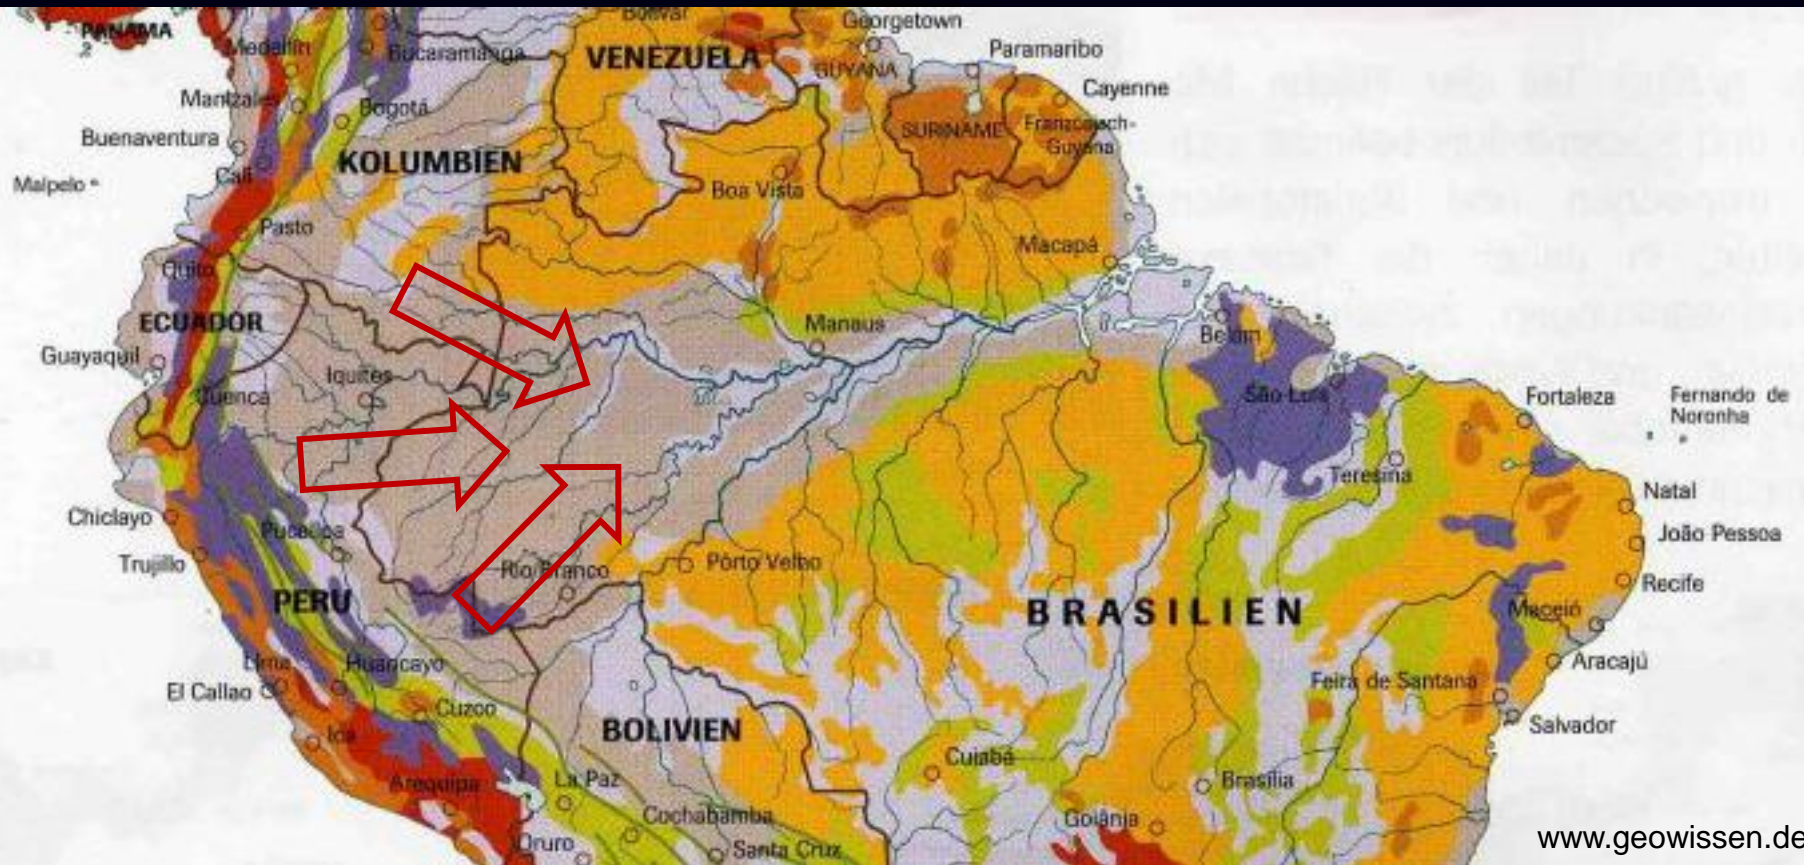 Bolivar
Georgetown
PANAMA
2
Medellín
Bucaramanga
VENEZUELA
GUYANA
Paramaribo
Cayenne
Manizales
Bogotá
SURINAME
Französisch-
Guyana
Buenaventura
KOLUMBIEN
Cali
Malpelo
Boa Vista
Pasto
Macapá
Quito
ECUADOR
Manaus
Belém
Guayaquil
Iquitos
Cuenca
São Luis
Fortaleza
Fernando de
Noronha
Teresina
Natal
Chiclayo
Pucallpa
João Pessoa
Trujillo
Rio Branco
Pôrto Velho
Recife
PERU
BRASILIEN
Maceió
Lima
Huancayo
Aracajú
El Callao
Feira de Santana
Cuzco
BOLIVIEN
Salvador
Ica
Cuiabá
Arequipa
La Paz
Brasília
Cochabamba
Goiânia
Oruro
Santa Cruz
www.geowissen.de